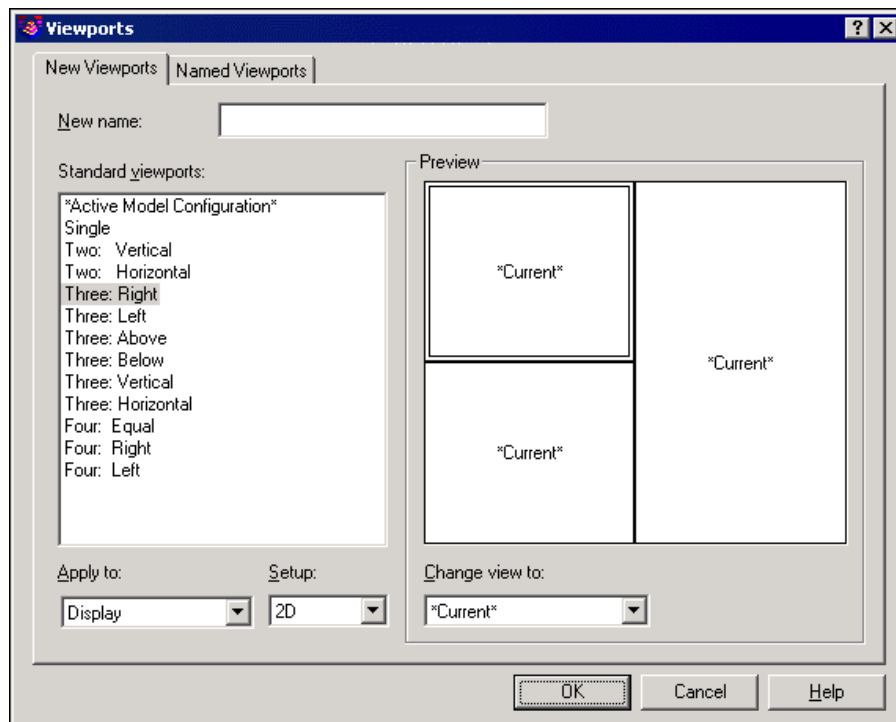 Viewports
New Viewports
Named Viewports
New name:
Standard viewports:
*Active Model Configuration*
Single
Two:   Vertical
Two:   Horizontal
Three: Right
Three: Left
Three: Above
Three: Below
Three: Vertical
Three: Horizontal
Four:  Equal
Four:  Right
Four:  Left
Apply to:
Display
Setup:
2D
Preview
*Current*
*Current*
*Current*
Change view to:
*Current*
OK
Cancel
Help